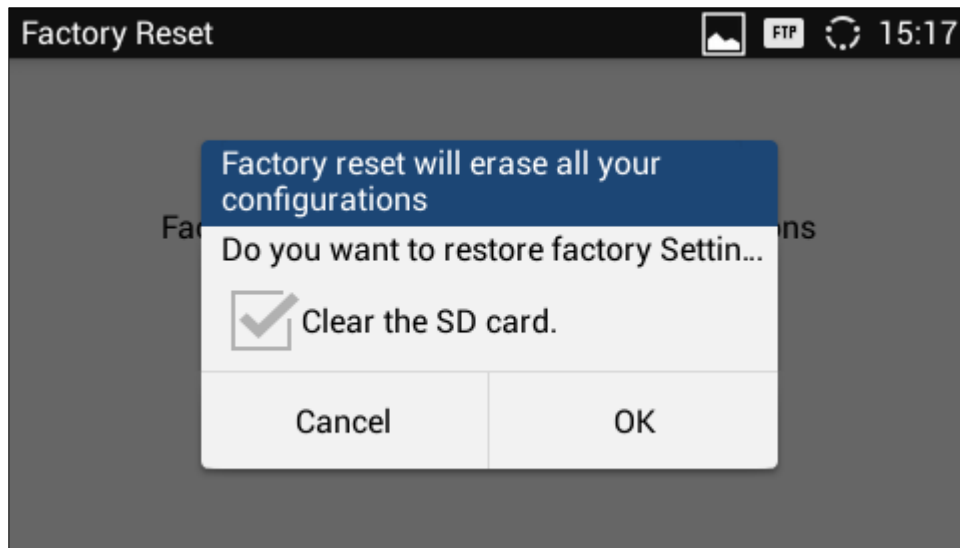 Factory Reset
FTP
15:17
Factory reset will erase all your
configurations
Do you want to restore factory Settin...
Clear the SD card.
Cancel
OK